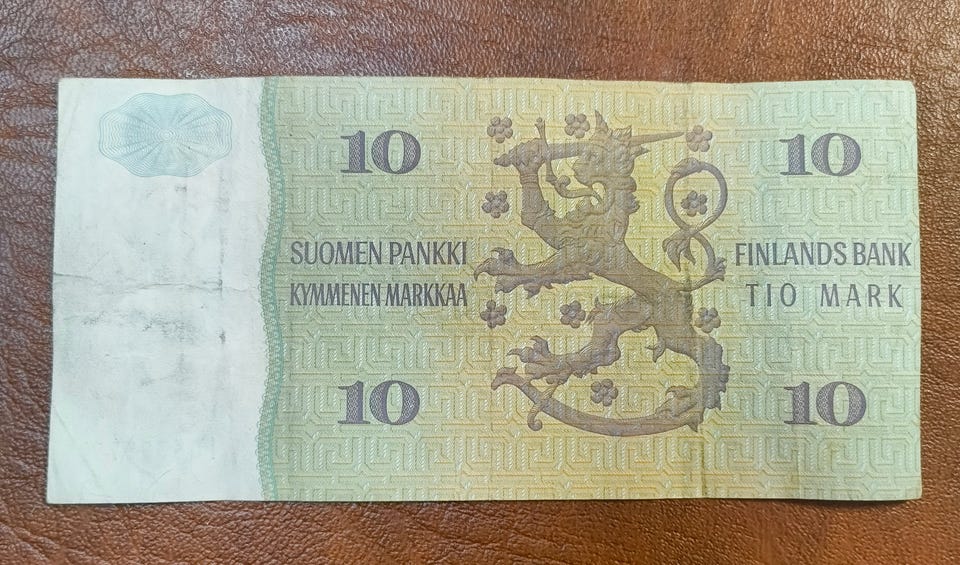 10 10
SUOMEN PANKKI FINLANDS BANK
KYMMENEN MARKKAA TIO MARK
10 10